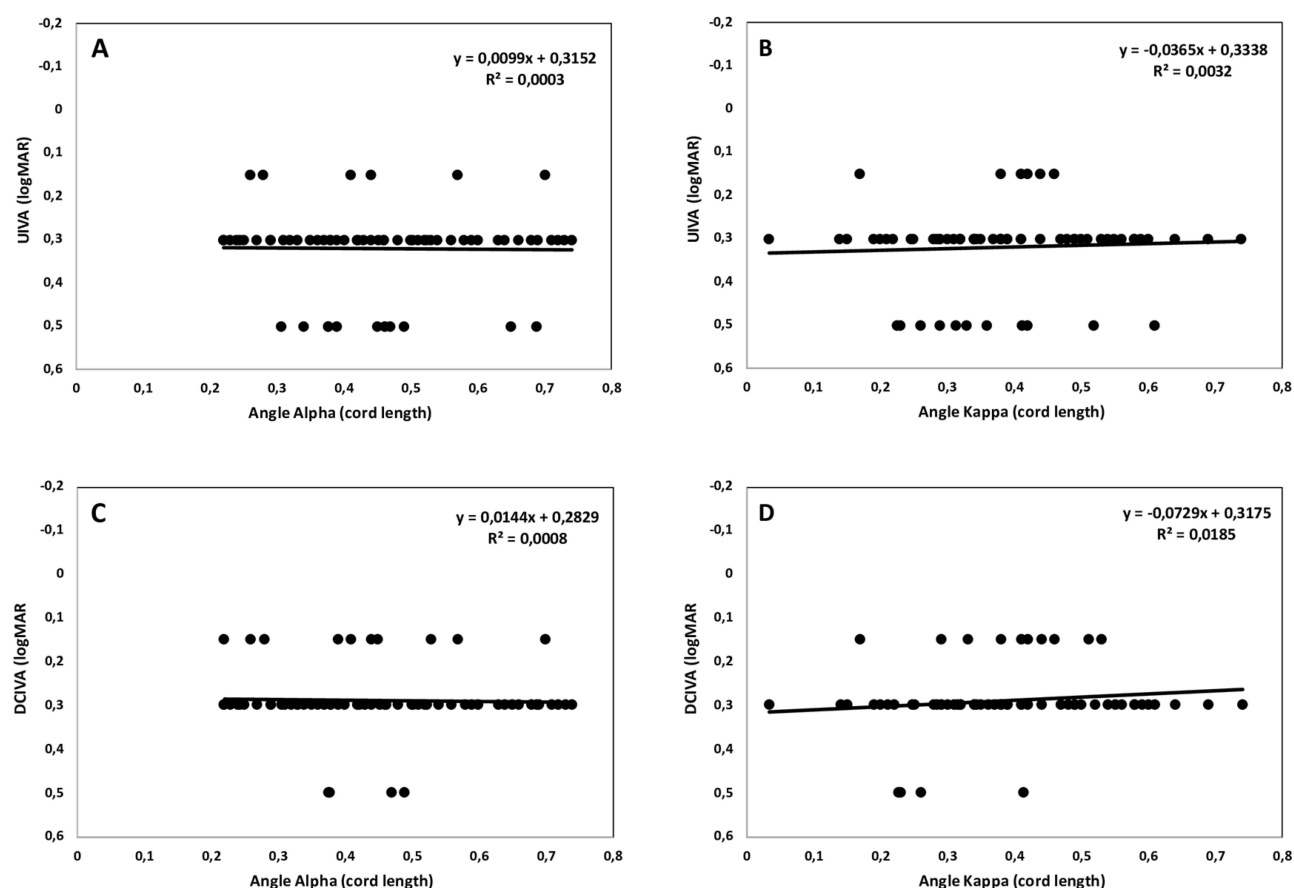 A
y = 0,0099x + 0,3152
R² = 0,0003
UIVA (logMAR)
-0,2
-0,1
0
0,1
0,2
0,3
0,4
0,5
0,6
0 0,1 0,2 0,3 0,4 0,5 0,6 0,7 0,8
Angle Alpha (cord length)
B
y = -0,0365x + 0,3338
R² = 0,0032
UIVA (logMAR)
-0,2
-0,1
0
0,1
0,2
0,3
0,4
0,5
0,6
0 0,1 0,2 0,3 0,4 0,5 0,6 0,7 0,8
Angle Kappa (cord length)
C
y = 0,0144x + 0,2829
R² = 0,0008
DCIVA (logMAR
-0,2
-0,1
0
0,1
0,2
0,3
0,4
0,5
0,6
0 0,1 0,2 0,3 0,4 0,5 0,6 0,7 0,8
Angle Alpha (cord length)
D
y = -0,0729x + 0,3175
R² = 0,0185
DCIVA (logMAR
-0,2
-0,1
0
0,1
0,2
0,3
0,4
0,5
0,6
0 0,1 0,2 0,3 0,4 0,5 0,6 0,7 0,8
Angle Kappa (cord length)